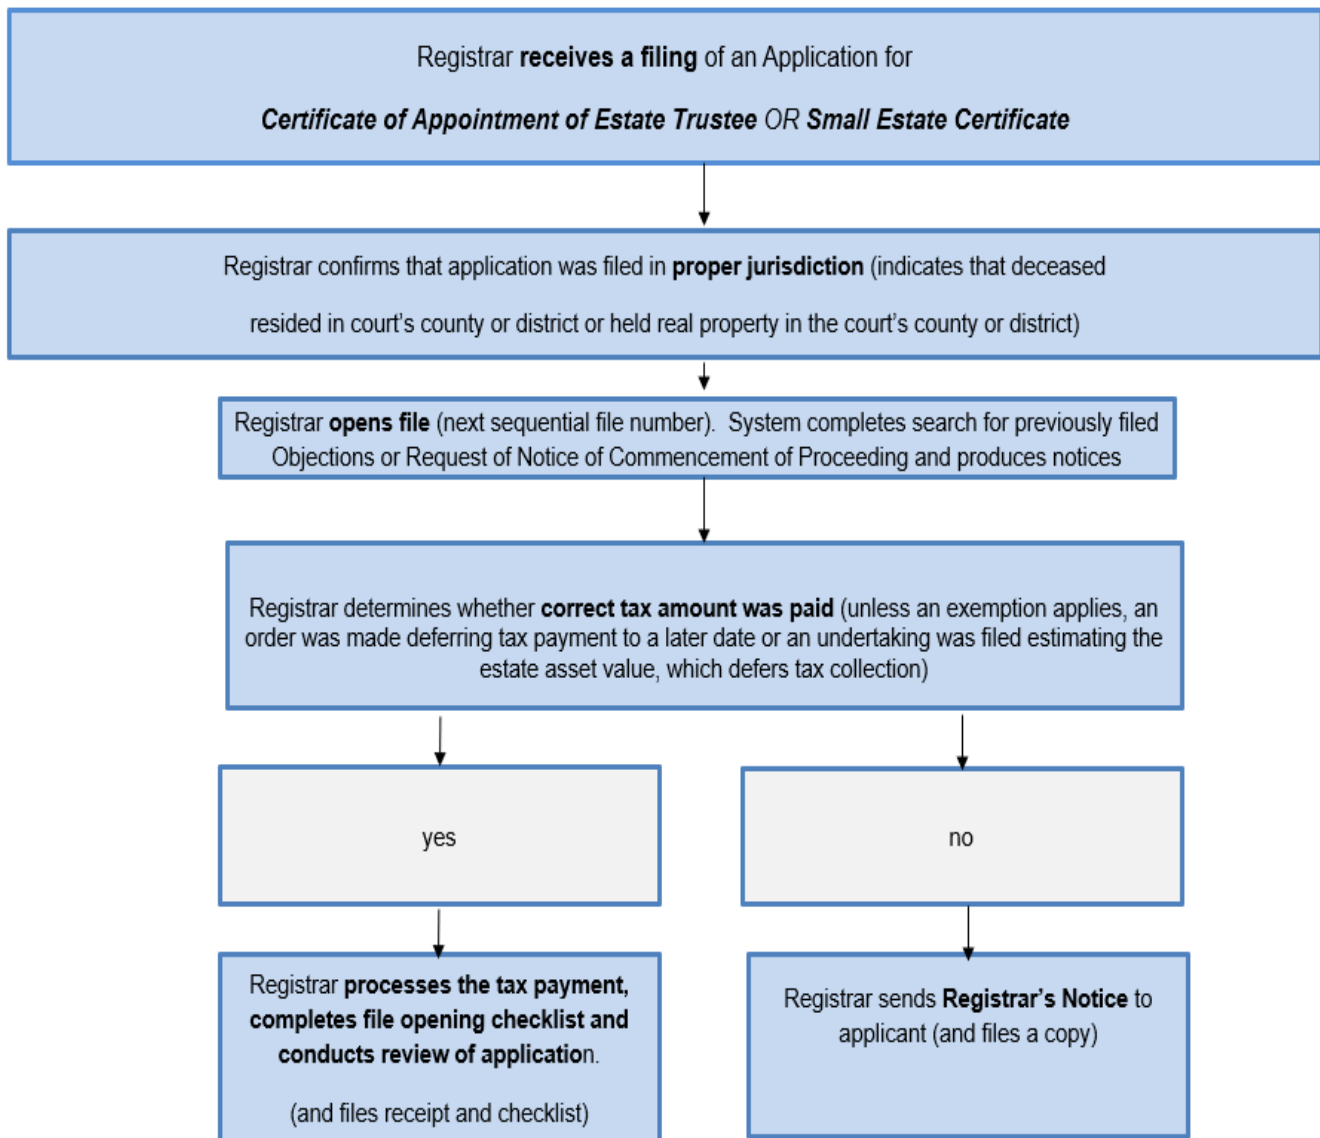 Registrar receives a filing of an Application for
Certificate of Appointment of Estate Trustee OR Small Estate Certificate
Registrar confirms that application was filed in proper jurisdiction (indicates that deceased
resided in court's county or district or held real property in the court's county or district)
Registrar opens file (next sequential file number).  System completes search for previously filed
Objections or Request of Notice of Commencement of Proceeding and produces notices
Registrar determines whether correct tax amount was paid (unless an exemption applies, an
order was made deferring tax payment to a later date or an undertaking was filed estimating the
estate asset value, which defers tax collection)
yes
no
Registrar processes the tax payment,
completes file opening checklist and
conducts review of application.
(and files receipt and checklist)
Registrar sends Registrar's Notice to
applicant (and files a copy)